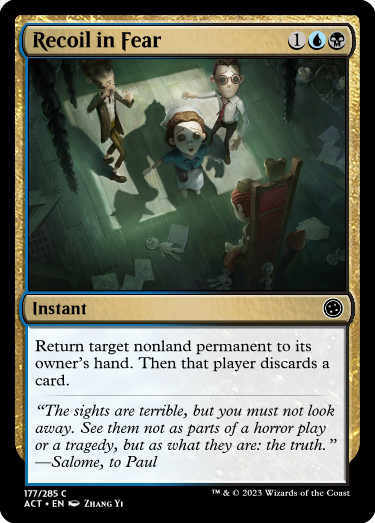 Recoil in Fear 1
Instant
Return target nonland permanent to its
owner's hand. Then that player discards a
card.
“The sights are terrible, but you must not look
away. See them not as parts of a horror play
or a tragedy, but as what they are: the truth.”
—Salome, to Paul
177/285 C
ACT • EN Zhang Yi
™ & © 2023 Wizards of the Coast